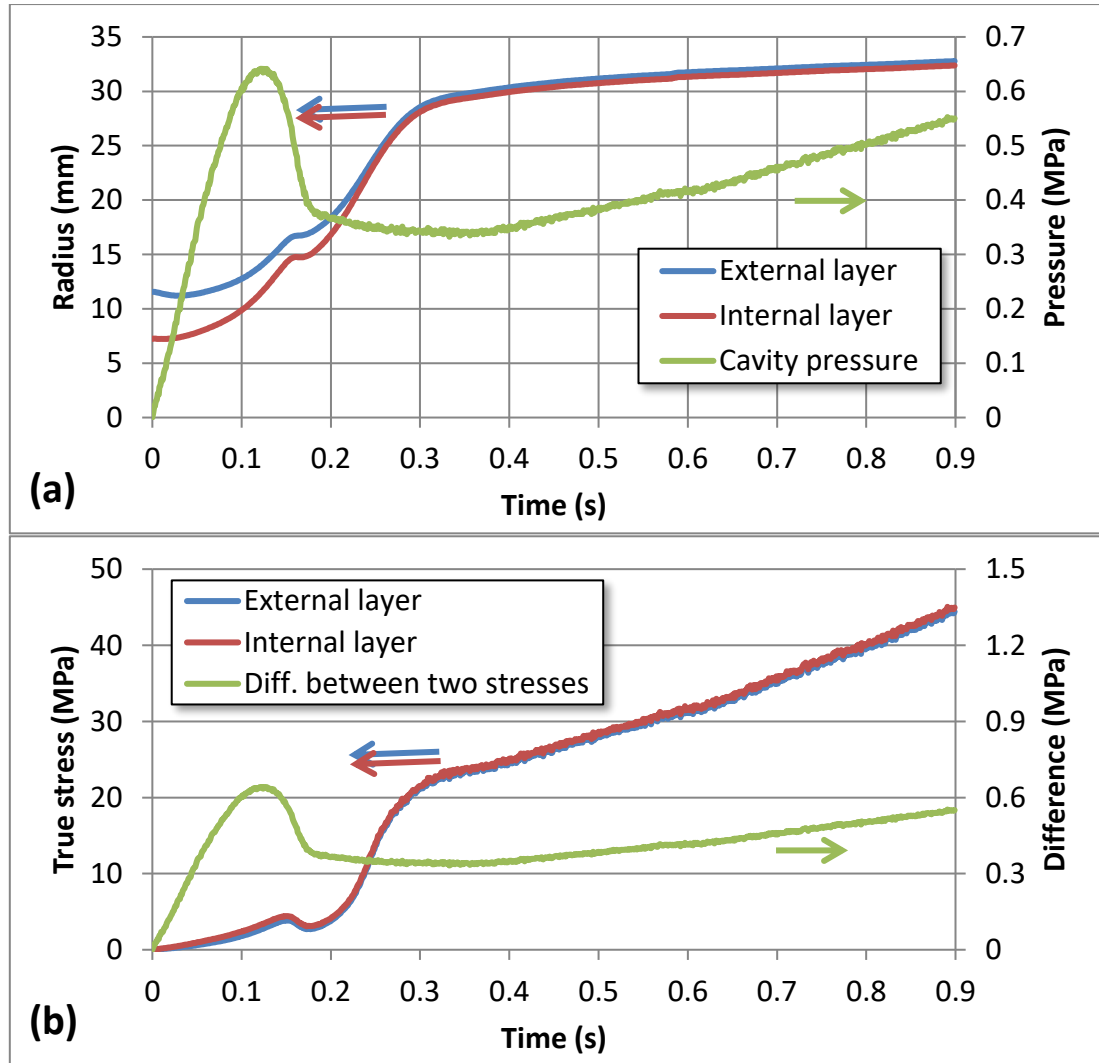 35
30
25
20
15
10
5
0
Radius (mm)
0.7
0.6
0.5
0.4
0.3
0.2
0.1
0
Pressure (MPa)
External layer
Internal layer
Cavity pressure
0 0.1 0.2 0.3 0.4 0.5 0.6 0.7 0.8 0.9
Time (s)
(a)
50
40
30
20
10
0
True stress (MPa)
1.5
1.2
0.9
0.6
0.3
0
Difference (MPa)
External layer
Internal layer
Diff. between two stresses
0 0.1 0.2 0.3 0.4 0.5 0.6 0.7 0.8 0.9
Time (s)
(b)